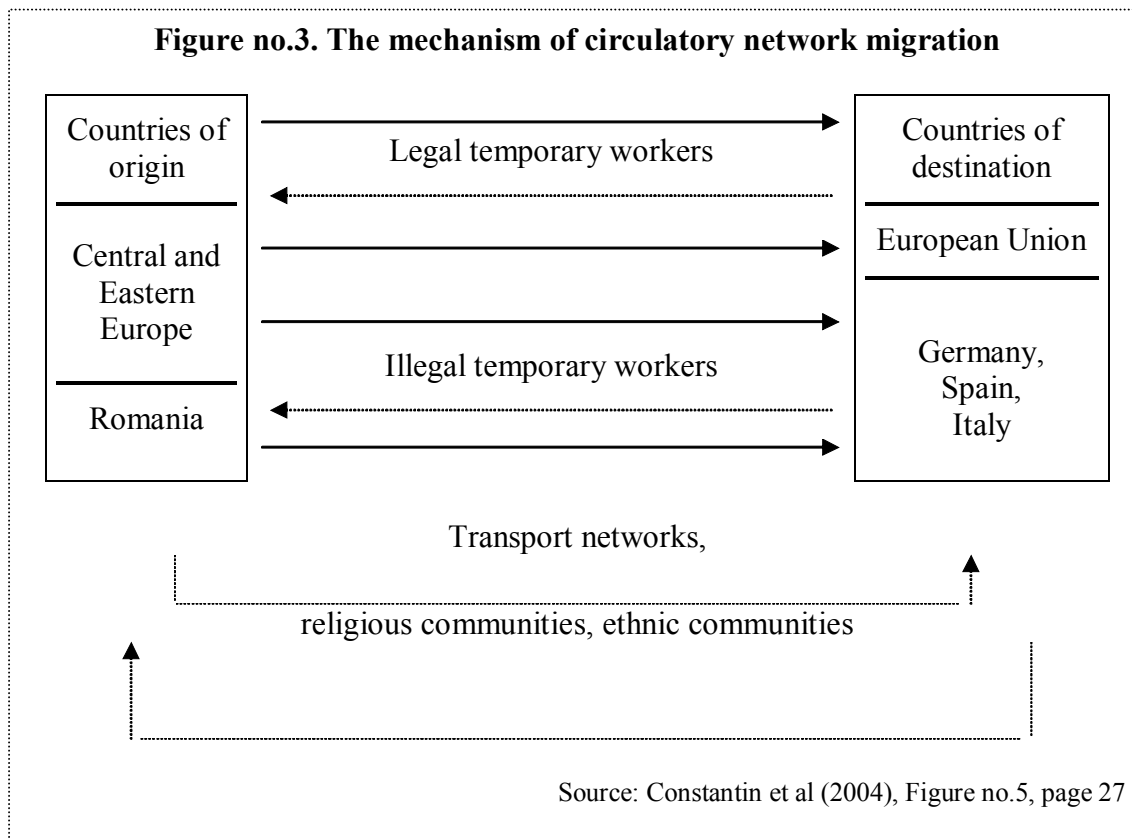 Figure no.3. The mechanism of circulatory network migration
Countries of
origin
Central and
Eastern
Europe
Romania
Legal temporary workers
Illegal temporary workers
Countries of
destination
European Union
Germany,
Spain,
Italy
Transport networks,
religious communities, ethnic communities
Source: Constantin et al (2004), Figure no.5, page 27